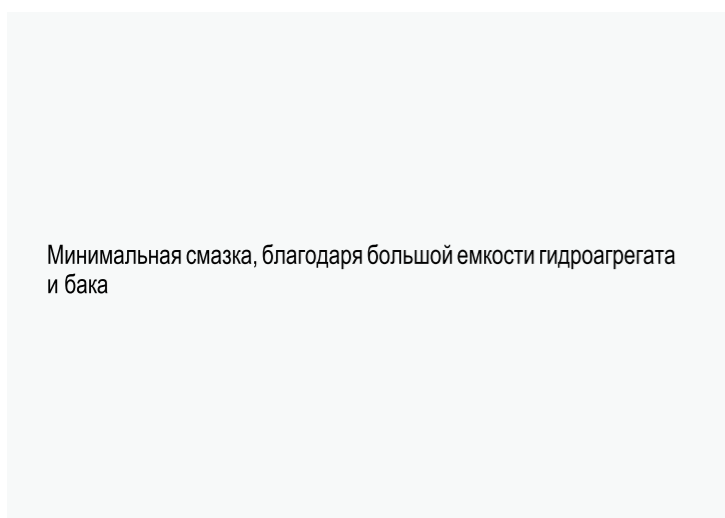 Минимальная смазка, благодаря большой емкости гидроагрегата
и бака